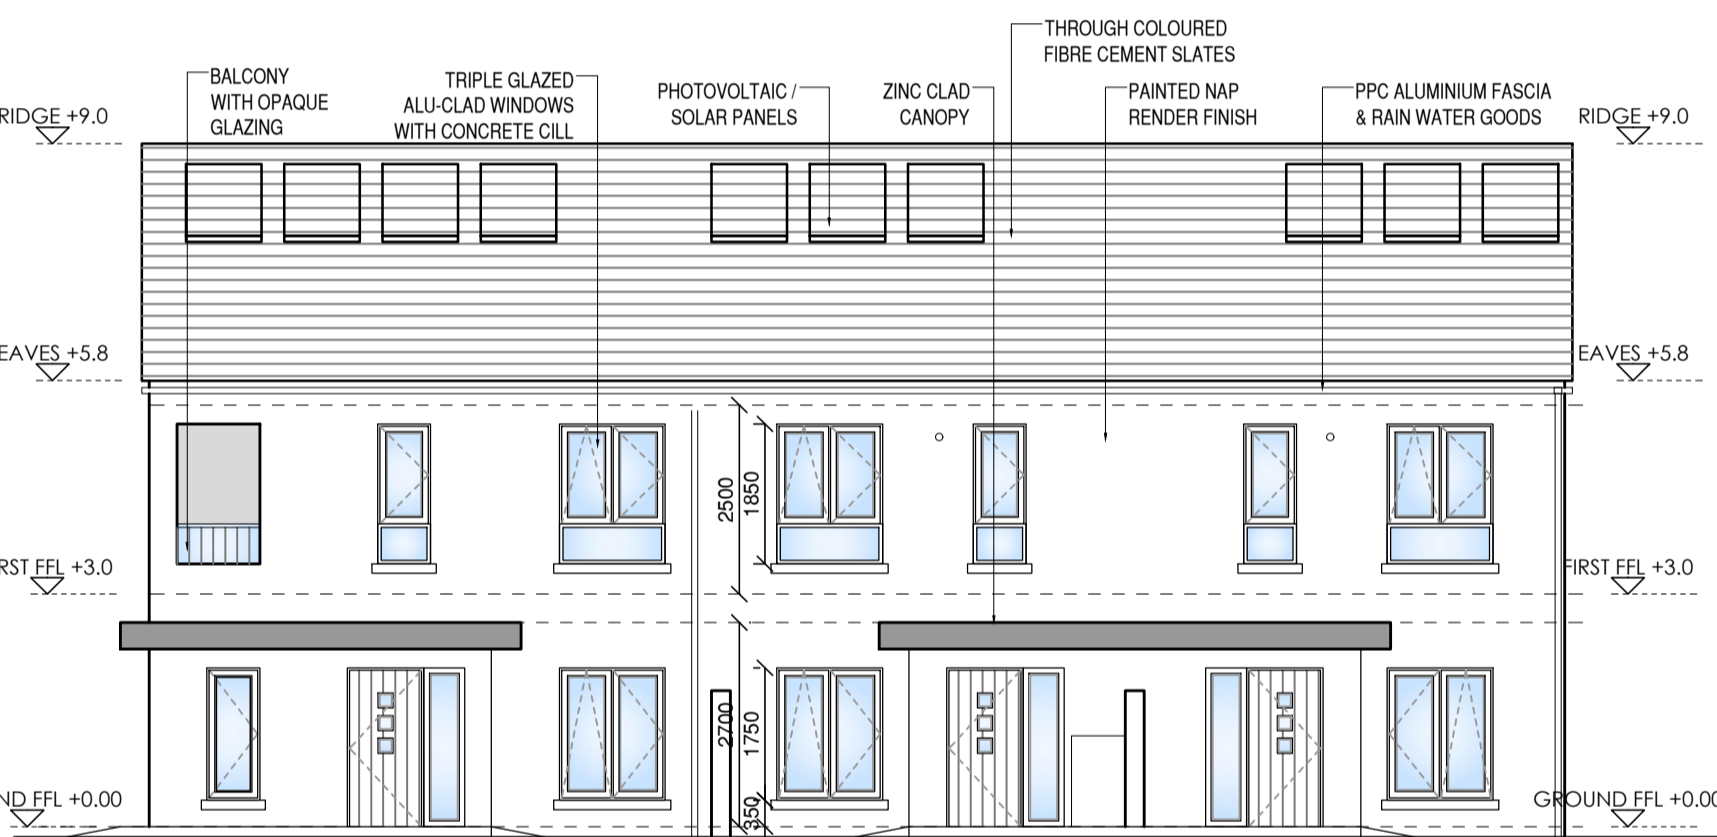 THROUGH COLOURED
FIBRE CEMENT SLATES
BALCONY
WITH OPAQUE
GLAZING
TRIPLE GLAZED
ALU-CLAD WINDOWS
WITH CONCRETE CILL
PHOTOVOLTAIC /
SOLAR PANELS
ZINC CLAD
CANOPY
PAINTED NAP
RENDER FINISH
PPC ALUMINIUM FASCIA
& RAIN WATER GOODS
RIDGE +9.0
RIDGE +9.0
EAVES +5.8
EAVES +5.8
2500
1850
RST FFL +3.0
FIRST FFL +3.0
2700
1750
350
ND FFL +0.00
GROUND FFL +0.00